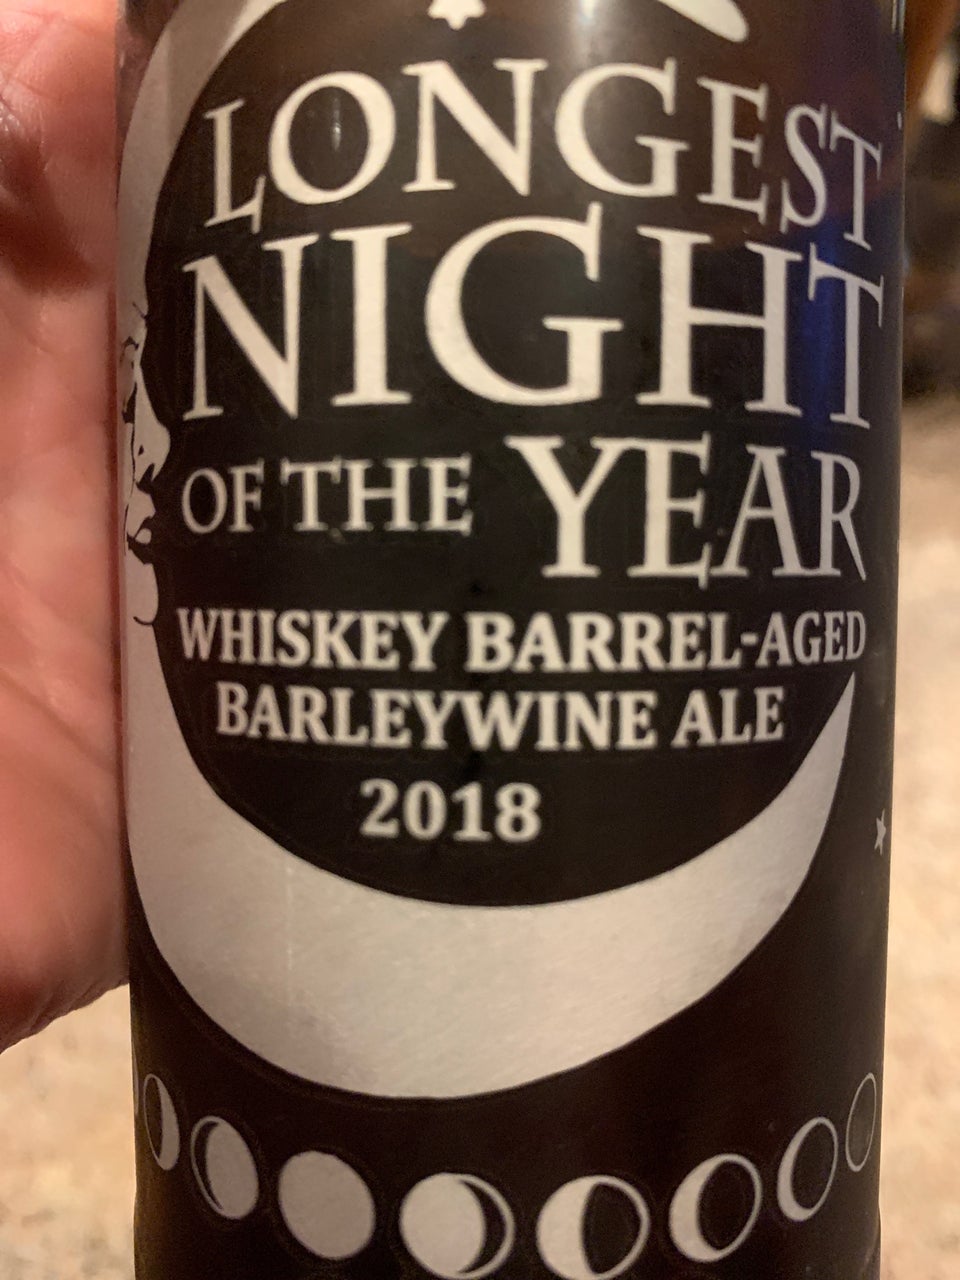 LONGEST
NIGHT
OF THE YEAR
WHISKEY BARREL-AGED
BARLEYWINE ALE
2018